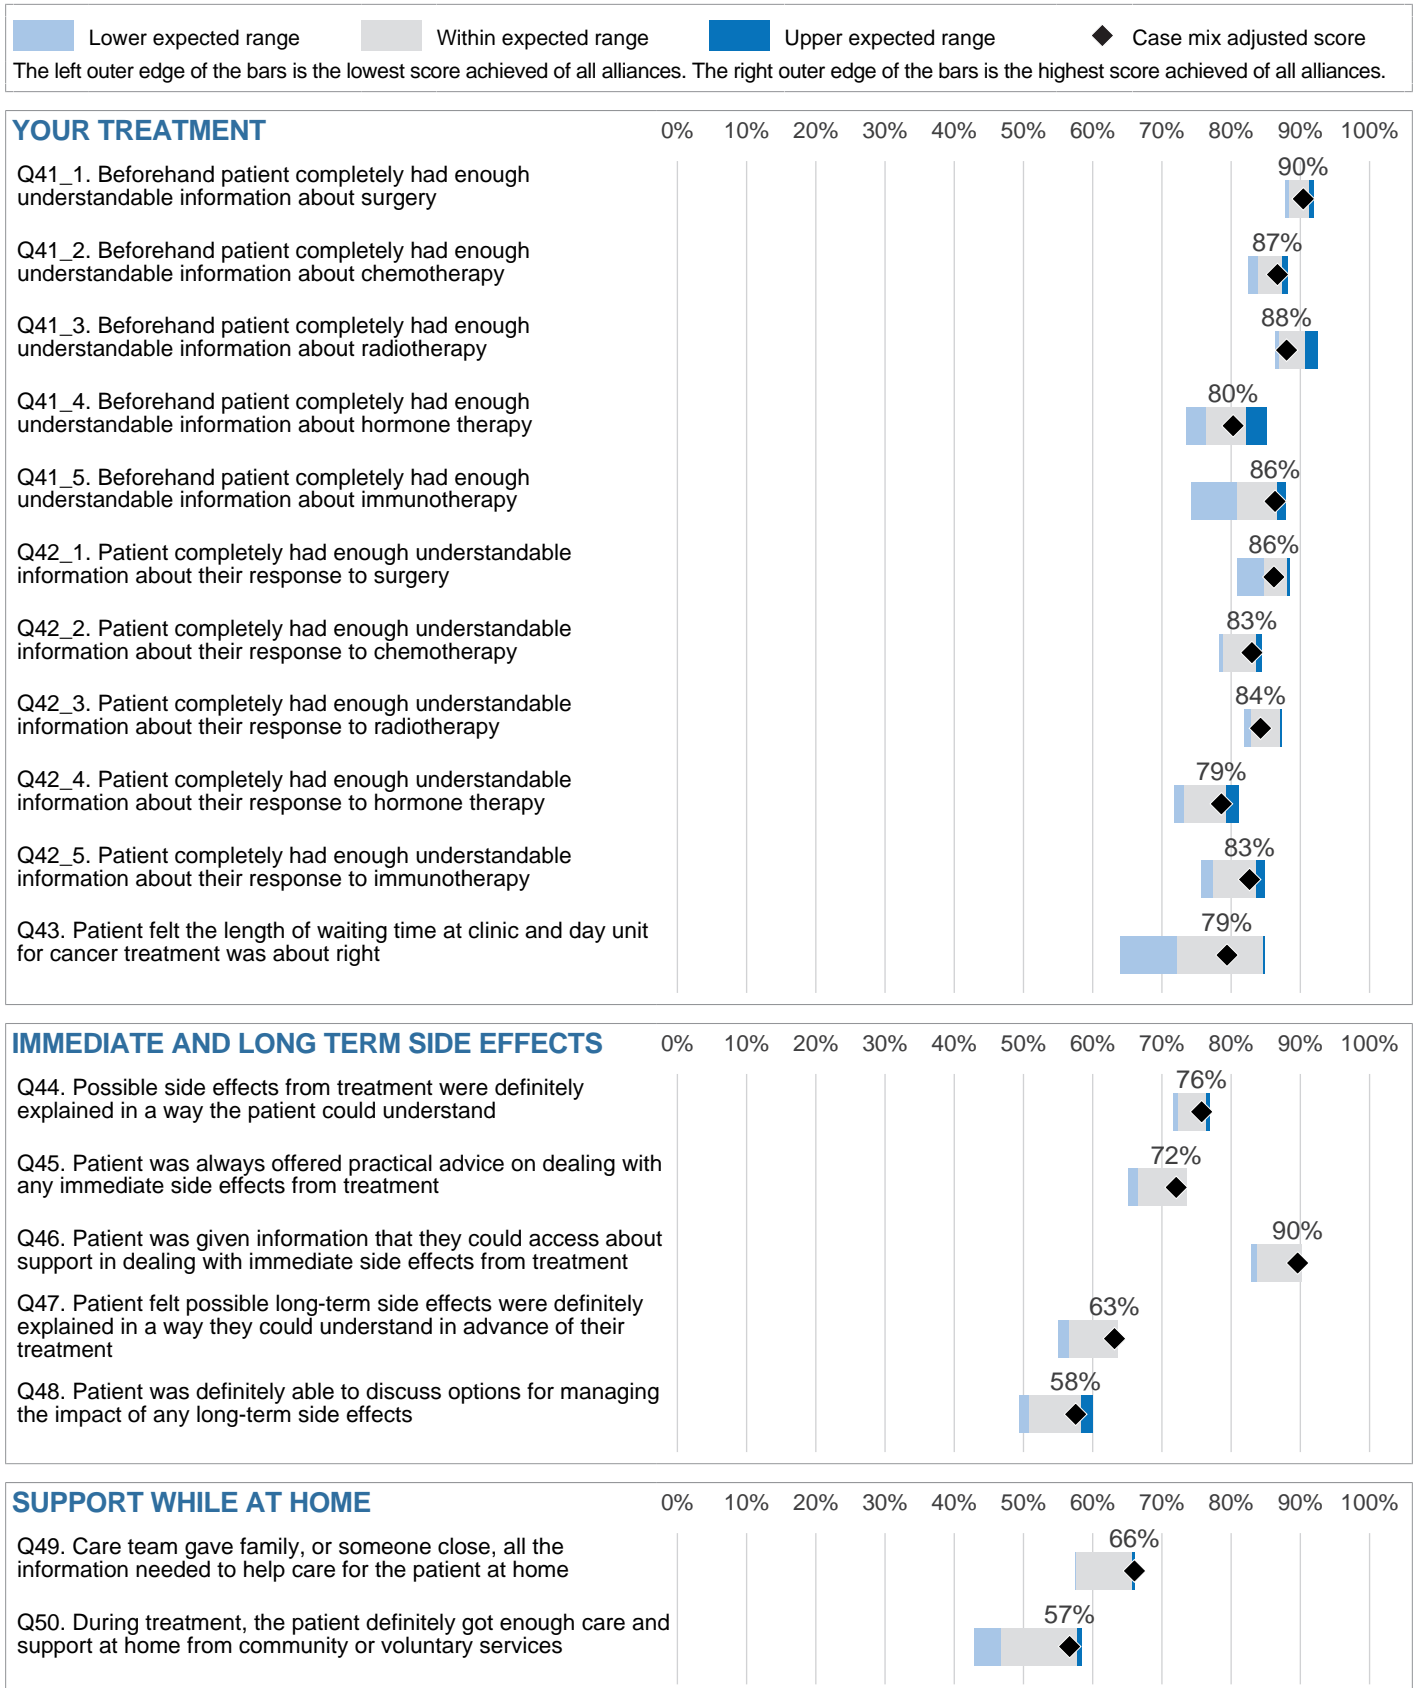 Lower expected range Within expected range Upper expected range Case mix adjusted score
The left outer edge of the bars is the lowest score achieved of all alliances. The right outer edge of the bars is the highest score achieved of all alliances.
YOUR TREATMENT 0% 10% 20% 30% 40% 50% 60% 70% 80% 90% 100%
Q41_1. Beforehand patient completely had enough
understandable information about surgery
90%
Q41_2. Beforehand patient completely had enough
understandable information about chemotherapy
87%
Q41_3. Beforehand patient completely had enough
understandable information about radiotherapy
88%
Q41_4. Beforehand patient completely had enough
understandable information about hormone therapy
80%
Q41_5. Beforehand patient completely had enough
understandable information about immunotherapy
86%
Q42_1. Patient completely had enough understandable
information about their response to surgery
86%
Q42_2. Patient completely had enough understandable
information about their response to chemotherapy
83%
Q42_3. Patient completely had enough understandable
information about their response to radiotherapy
84%
Q42_4. Patient completely had enough understandable
information about their response to hormone therapy
79%
Q42_5. Patient completely had enough understandable
information about their response to immunotherapy
83%
Q43. Patient felt the length of waiting time at clinic and day unit
for cancer treatment was about right
79%
IMMEDIATE AND LONG TERM SIDE EFFECTS 0% 10% 20% 30% 40% 50% 60% 70% 80% 90% 100%
Q44. Possible side effects from treatment were definitely
explained in a way the patient could understand
76%
Q45. Patient was always offered practical advice on dealing with
any immediate side effects from treatment
72%
Q46. Patient was given information that they could access about
support in dealing with immediate side effects from treatment
90%
Q47. Patient felt possible long-term side effects were definitely
explained in a way they could understand in advance of their
treatment
63%
Q48. Patient was definitely able to discuss options for managing
the impact of any long-term side effects
58%
SUPPORT WHILE AT HOME 0% 10% 20% 30% 40% 50% 60% 70% 80% 90% 100%
Q49. Care team gave family, or someone close, all the
information needed to help care for the patient at home
66%
Q50. During treatment, the patient definitely got enough care and
support at home from community or voluntary services
57%